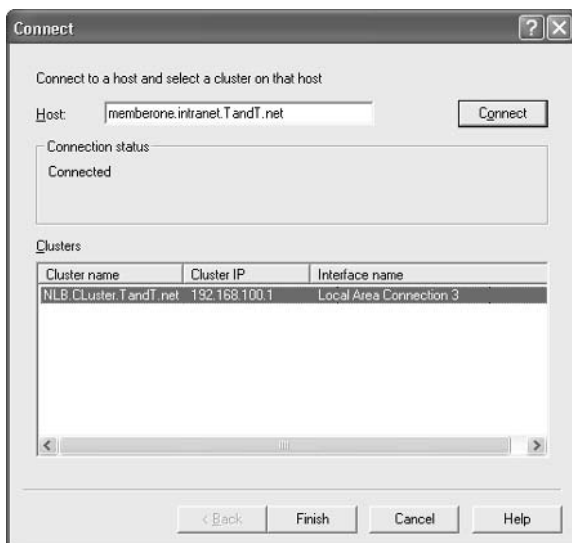 Connect
Connect to a host and select a cluster on that host
Host: memberone.intranet.TandT.net Connect
Connection status
Connected
Clusters
Cluster name Cluster IP Interface name
NLB.CLuster.TandT.net 192.168.100.1 Local Area Connection 3
< Back Finish Cancel Help